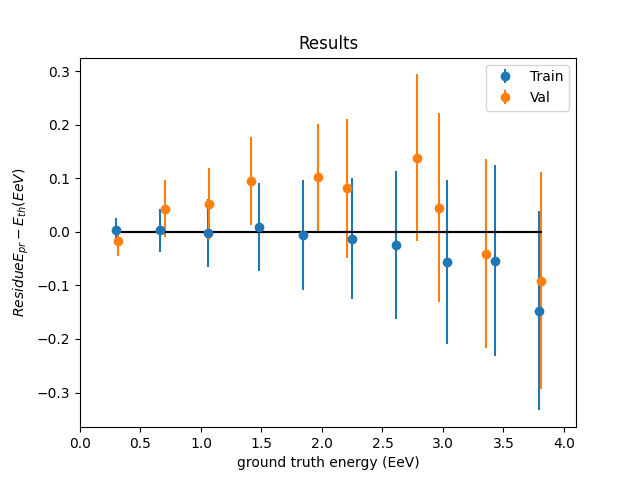 Results
Train
Val
0.3
0.2
0.1
0.0
−0.1
−0.2
−0.3
ResidueE_{pr} − E_{th}(EeV)
0.0 0.5 1.0 1.5 2.0 2.5 3.0 3.5 4.0
ground truth energy (EeV)